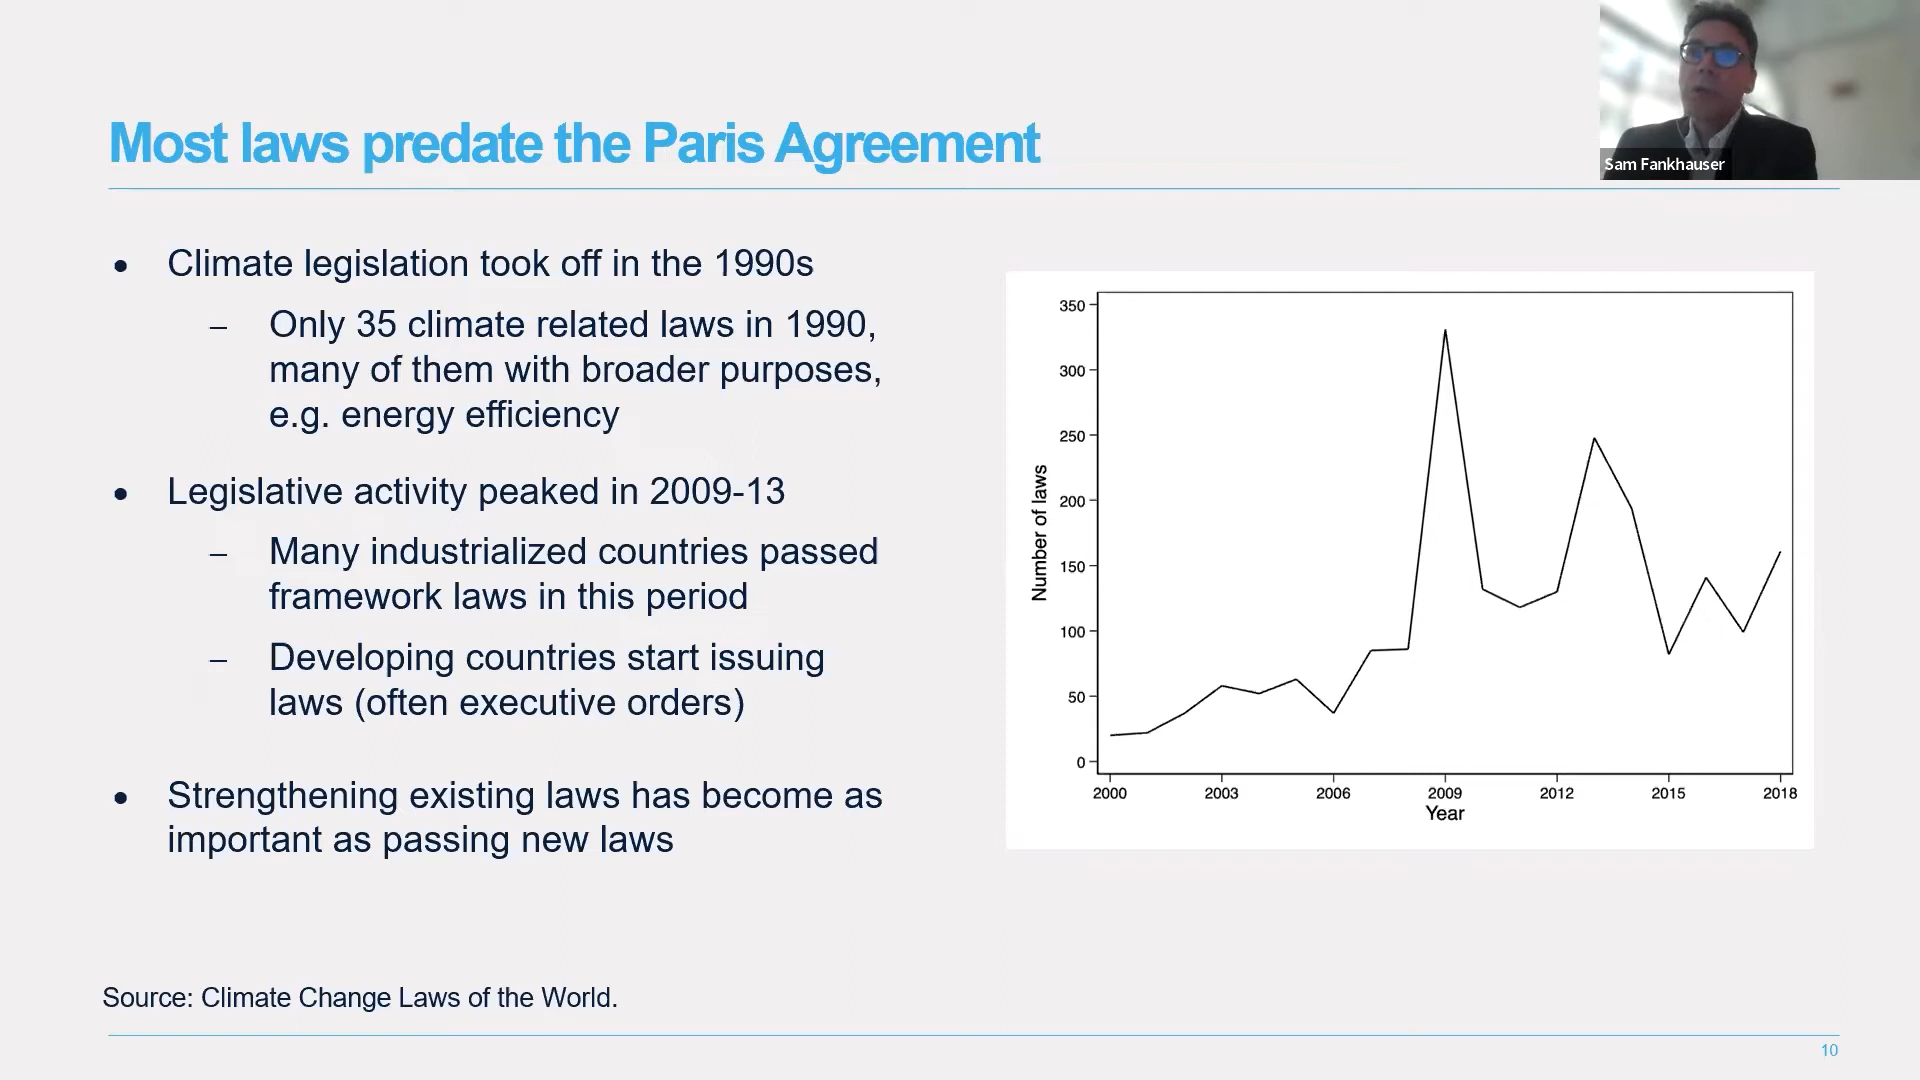 Most laws predate the Paris Agreement
Sam Fankhauser
• Climate legislation took off in the 1990s
– Only 35 climate related laws in 1990,
many of them with broader purposes,
e.g. energy efficiency
• Legislative activity peaked in 2009-13
– Many industrialized countries passed
framework laws in this period
– Developing countries start issuing
laws (often executive orders)
• Strengthening existing laws has become as
important as passing new laws
Number of laws
350
300
250
200
150
100
50
0
2000 2003 2006 2009 2012 2015 2018
Year
Source: Climate Change Laws of the World.
10